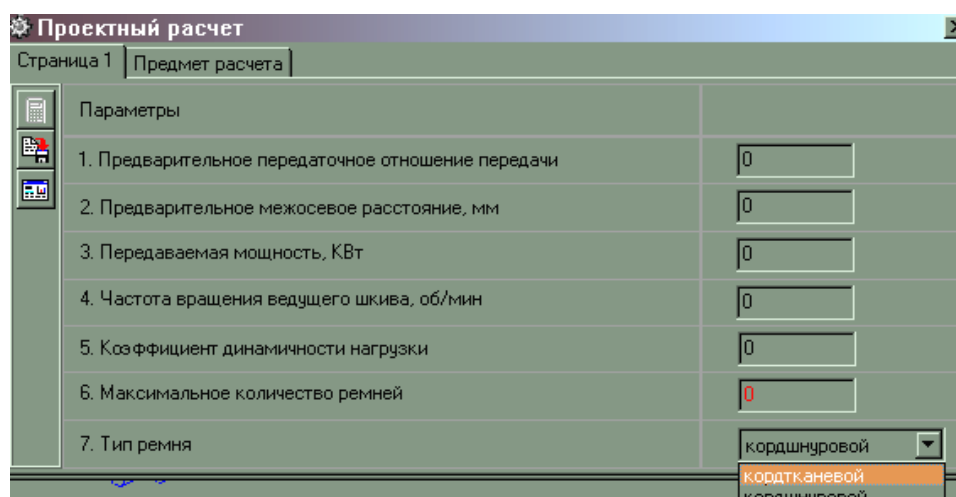 Проектный расчет
Страница 1 Предмет расчета
Параметры
1. Предварительное передаточное отношение передачи 0
2. Предварительное межосевое расстояние, мм 0
3. Передаваемая мощность, КВт 0
4. Частота вращения ведущего шкива, об/мин 0
5. Коэффициент динамичности нагрузки 0
6. Максимальное количество ремней 0
7. Тип ремня кордшнуровой
кордтканевой
кордшнуровой